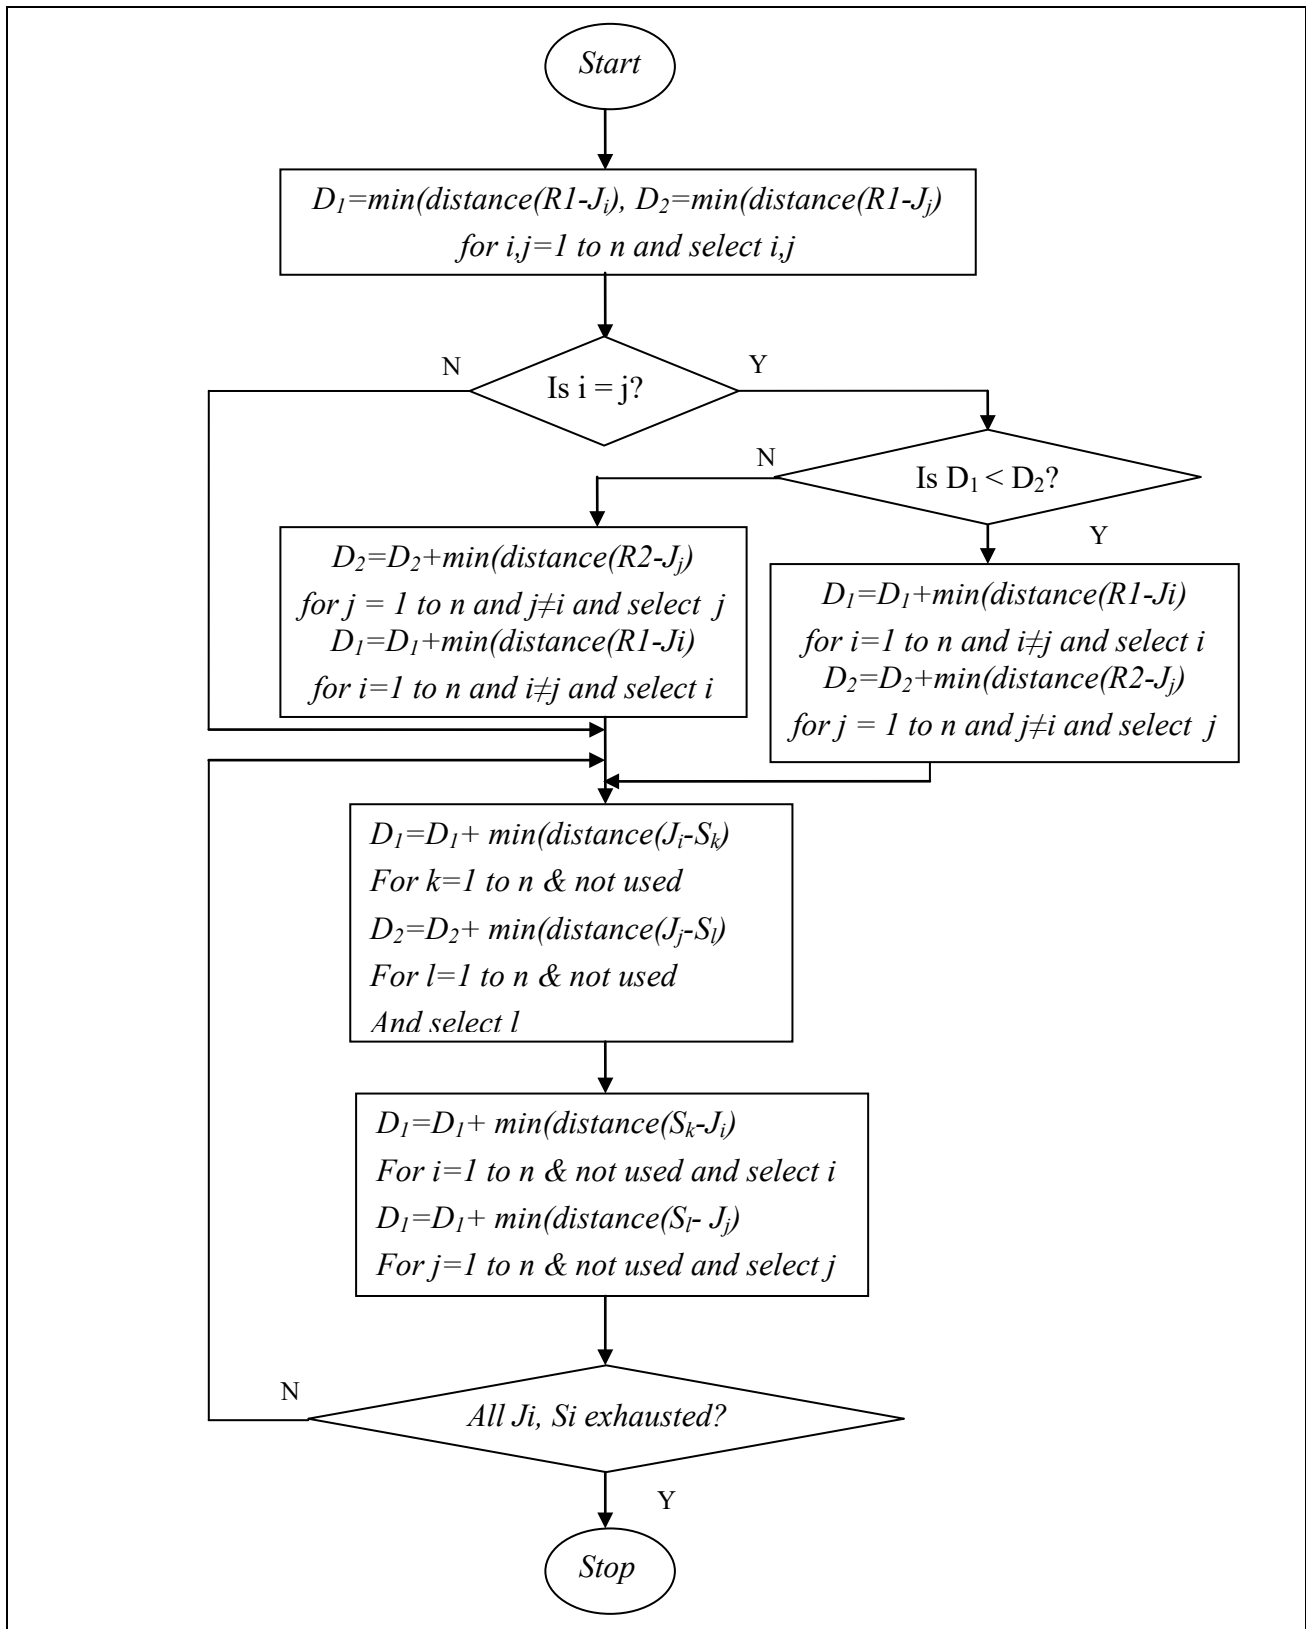 Start
D₁=min(distance(R1-Jᵢ), D₂=min(distance(R1-Jⱼ)
for i,j=1 to n and select i,j
N
Y
Is i = j?
N
Is D₁ < D₂?
Y
D₂=D₂+min(distance(R2-Jⱼ)
for j = 1 to n and j≠i and select j
D₁=D₁+min(distance(R1-Ji)
for i=1 to n and i≠j and select i
D₁=D₁+min(distance(R1-Ji)
for i=1 to n and i≠j and select i
D₂=D₂+min(distance(R2-Jⱼ)
for j = 1 to n and j≠i and select j
D₁=D₁+ min(distance(Jᵢ-Sₖ)
For k=1 to n & not used
D₂=D₂+ min(distance(Jⱼ-Sₗ)
For l=1 to n & not used
And select l
D₁=D₁+ min(distance(Sₖ-Jᵢ)
For i=1 to n & not used and select i
D₁=D₁+ min(distance(Sₗ- Jⱼ)
For j=1 to n & not used and select j
N
All Ji, Si exhausted?
Y
Stop